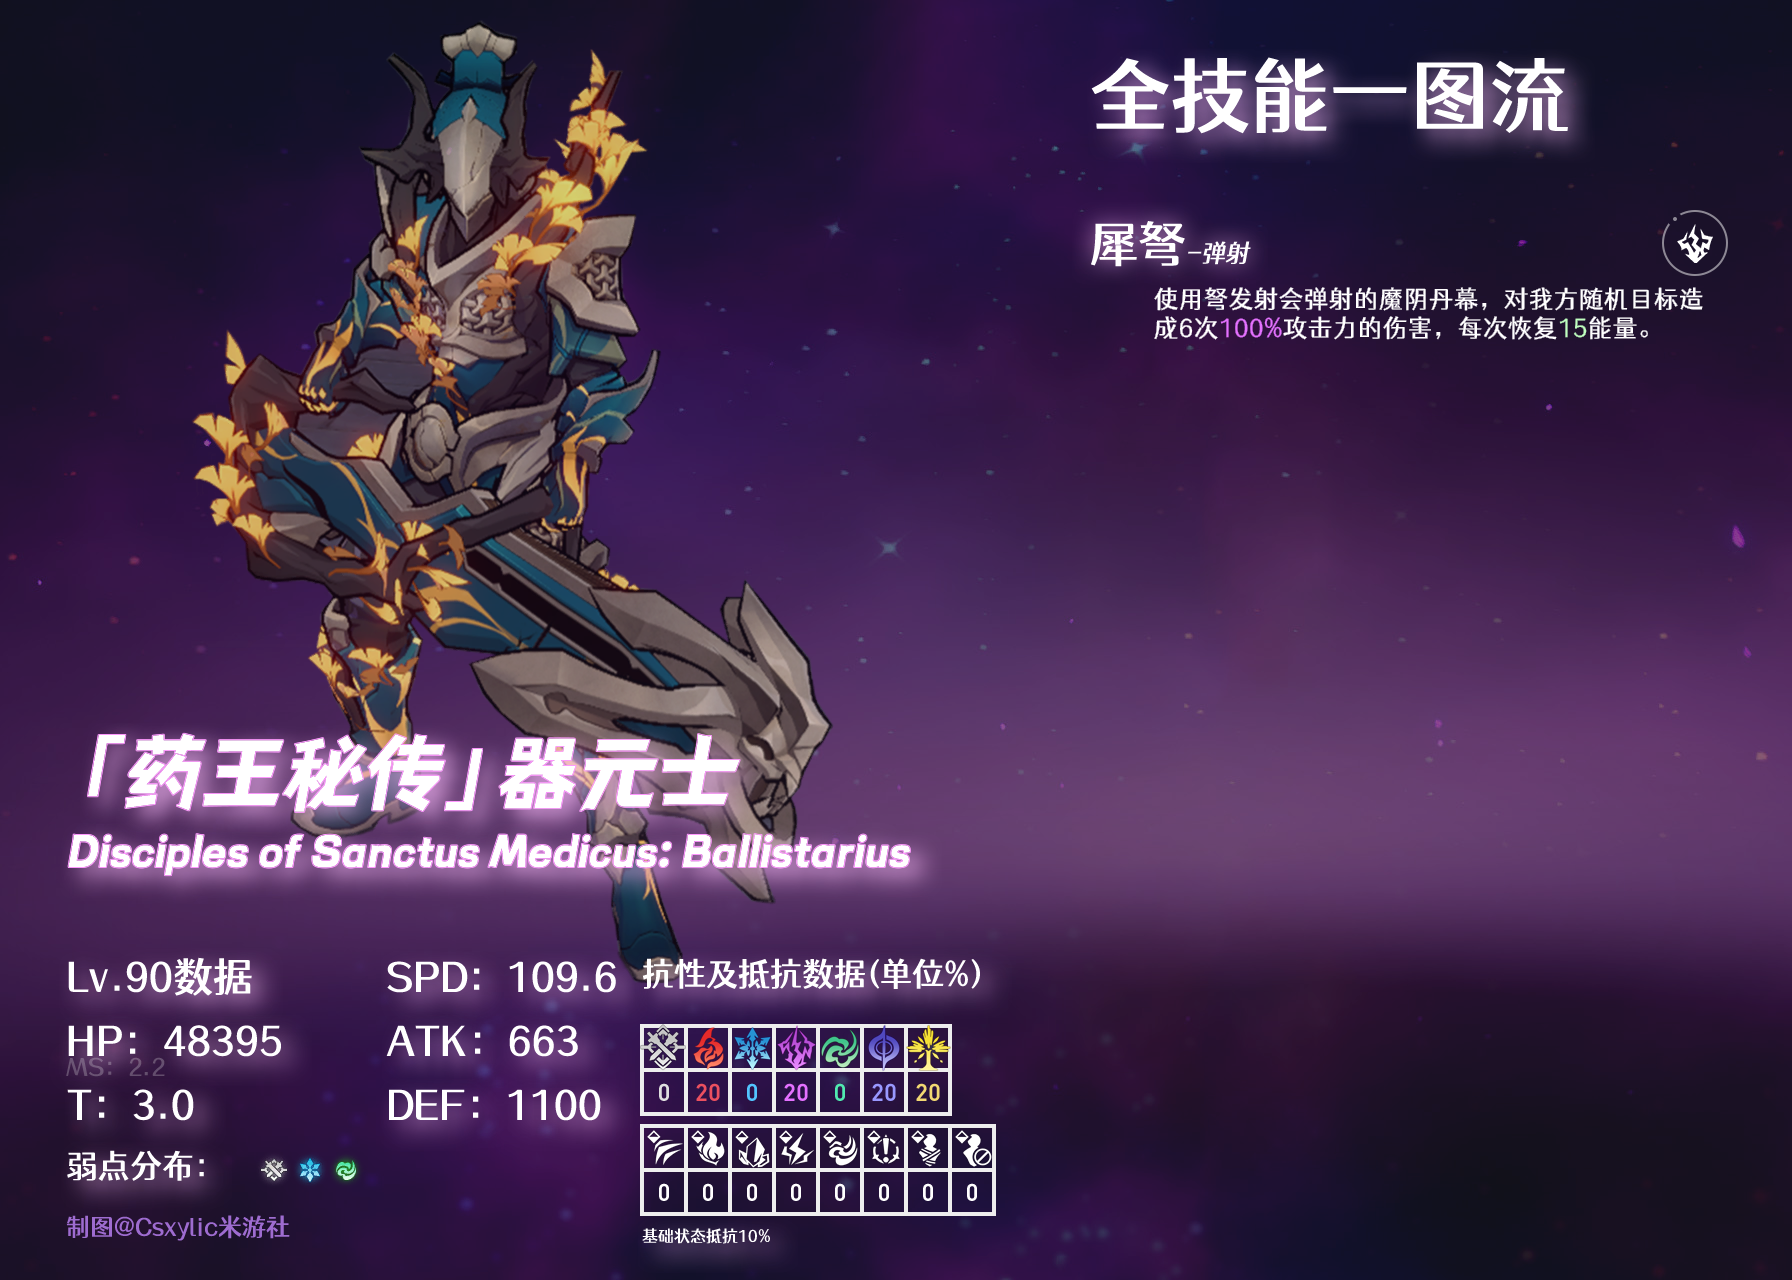 全技能一图流
犀弩-弹射
使用弩发射会弹射的魔阴丹幕，对我方随机目标造
成6次100%攻击力的伤害，每次恢复15能量。
「药王秘传」器元士
Disciples of Sanctus Medicus: Ballistarius
Lv.90数据
SPD：109.6
HP：48395
ATK：663
MS：2.2
T：3.0
DEF：1100
弱点分布：
制图@Csxylic米游社
抗性及抵抗数据(单位%)
0 20 0 20 0 20 20
0 0 0 0 0 0 0 0
基础状态抵抗10%